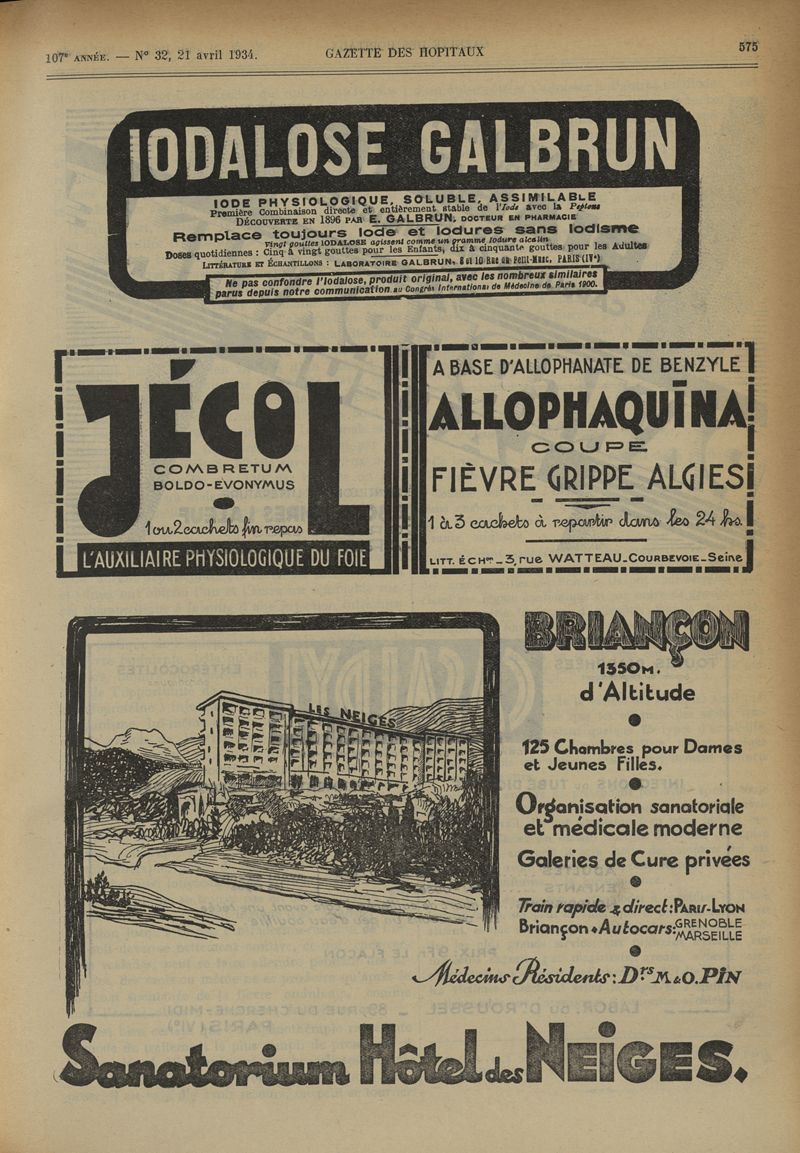 107e ANNÉE. — N° 32, 21 avril 1934.
GAZETTE DES HOPITAUX
575
IODALOSE GALBRUN
IODE PHYSIOLOGIQUE, SOLUBLE, ASSIMILABLE
Première Combinaison directe et entièrement stable de l'Iode avec la Peptone
DÉCOUVERTE EN 1896 PAR E. GALBRUN, DOCTEUR EN PHARMACIE
Remplace toujours Iode et Iodures sans Iodisme
Vingt gouttes IODALOSE agissent comme un gramme Iodure alcalin.
Doses quotidiennes : Cinq à vingt gouttes pour les Enfants, dix à cinquante gouttes pour les Adultes
LITTÉRATURE ET ÉCHANTILLONS : LABORATOIRE GALBRUN, 8 et 10 Rue du Petit-Musc, PARIS (IVe)
Ne pas confondre l'Iodalose, produit original, avec les nombreux similaires
parus depuis notre communication au Congrès International de Médecine de Paris 1900.
JÉCOL
COMBRETUM
BOLDO-EVONYMUS
1 ou 2 cachets fin repas
L'AUXILIAIRE PHYSIOLOGIQUE DU FOIE
A BASE D'ALLOPHANATE DE BENZYLE
ALLOPHAQUINA
COUPE
FIÈVRE GRIPPE ALGIES
1 à 3 cachets à repartir dans les 24 hs.
LITT. ÉCHon _ 3, rue WATTEAU_COURBEVOIE_Seine
LES NEIGES
BRIANÇON
1350M.
d'Altitude
125 Chambres pour Dames
et Jeunes Filles.
Organisation sanatoriale
et médicale moderne
Galeries de Cure privées
Train rapide & direct: PARIS-LYON
Briançon • Autocars: GRENOBLE
MARSEILLE
Médecins Résidents: Drs M. & O. PIN
Sanatorium Hôtel des NEIGES.